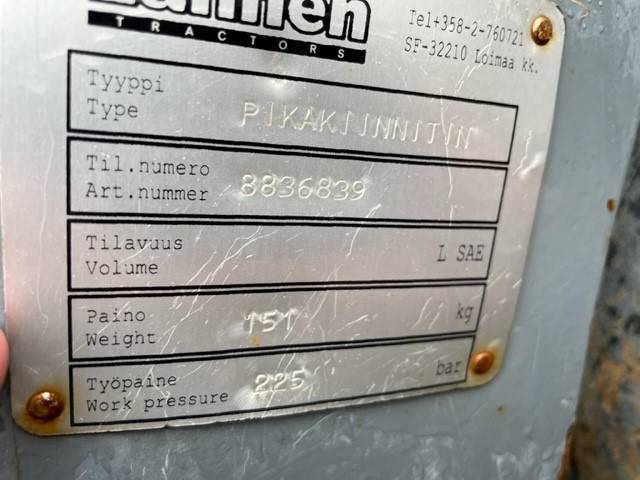 Lännen
TRACTORS
Tel+358-2-760721
SF-32210 Loimaa kk.
Tyyppi
Type
PIKAKIINNITIN
Til.numero
Art.nummer
8836839
Tilavuus
Volume
L SAE
Paino
Weight
151
kg
Työpaine
Work pressure
225
bar